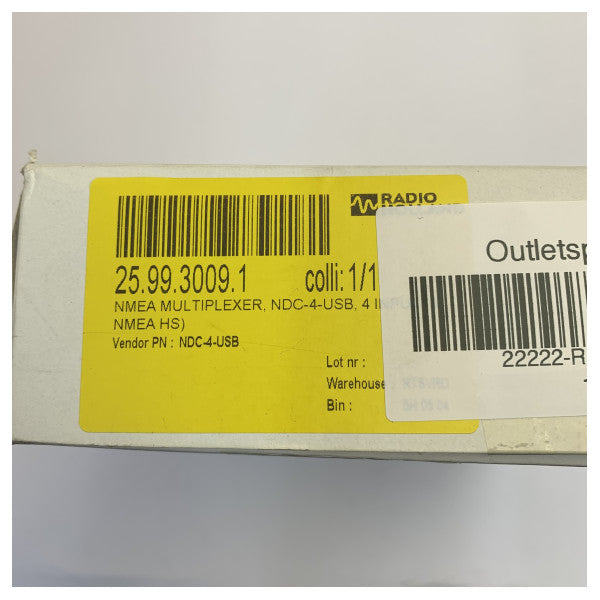 RADIO
25.99.3009.1 colli: 1/1
NMEA MULTIPLEXER, NDC-4-USB, 4 INPU
NMEA HS)
Vendor PN : NDC-4-USB
Lot nr :
Warehouse
Bin :
Outletsp
22222-R